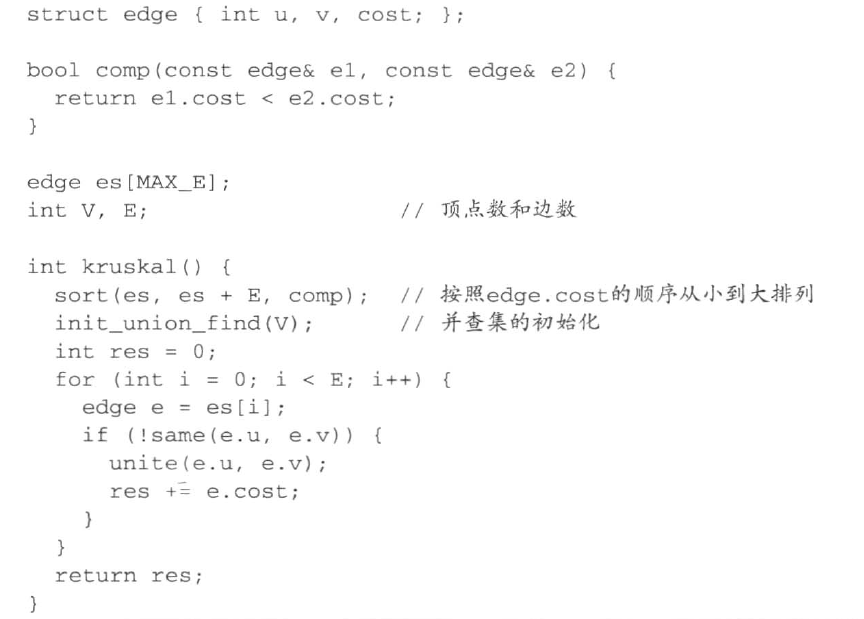 struct edge { int u, v, cost; };
bool comp(const edge& e1, const edge& e2) {
  return e1.cost < e2.cost;
}
edge es[MAX_E];
int V, E;                    // 顶点数和边数
int kruskal() {
  sort(es, es + E, comp);  // 按照edge.cost的顺序从小到大排列
  init_union_find(V);      // 并查集的初始化
  int res = 0;
  for (int i = 0; i < E; i++) {
    edge e = es[i];
    if (!same(e.u, e.v)) {
      unite(e.u, e.v);
      res += e.cost;
    }
  }
  return res;
}